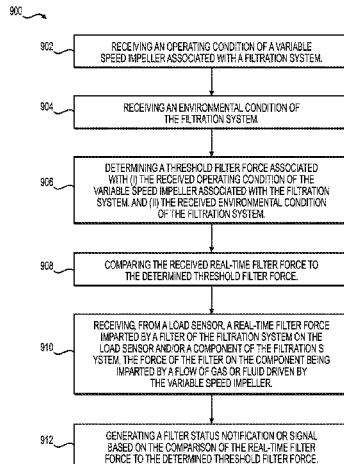 900
902
RECEIVING AN OPERATING CONDITION OF A VARIABLE
SPEED IMPELLER ASSOCIATED WITH A FILTRATION SYSTEM.
904
RECEIVING AN ENVIRONMENTAL CONDITION OF
THE FILTRATION SYSTEM.
906
DETERMINING A THRESHOLD FILTER FORCE ASSOCIATED
WITH (I) THE RECEIVED OPERATING CONDITION OF THE
VARIABLE SPEED IMPELLER ASSOCIATED WITH THE FILTRATION
SYSTEM, AND (II) THE RECEIVED ENVIRONMENTAL CONDITION
OF THE FILTRATION SYSTEM.
908
COMPARING THE RECEIVED REAL-TIME FILTER FORCE TO
THE DETERMINED THRESHOLD FILTER FORCE.
910
RECEIVING, FROM A LOAD SENSOR, A REAL-TIME FILTER FORCE
IMPARTED BY A FILTER OF THE FILTRATION SYSTEM ON THE
LOAD SENSOR AND/OR A COMPONENT OF THE FILTRATION S
YSTEM, THE FORCE OF THE FILTER ON THE COMPONENT BEING
IMPARTED BY A FLOW OF GAS OR FLUID DRIVEN BY
THE VARIABLE SPEED IMPELLER.
912
GENERATING A FILTER STATUS NOTIFICATION OR SIGNAL
BASED ON THE COMPARISON OF THE REAL-TIME FILTER
FORCE TO THE DETERMINED THRESHOLD FILTER FORCE.